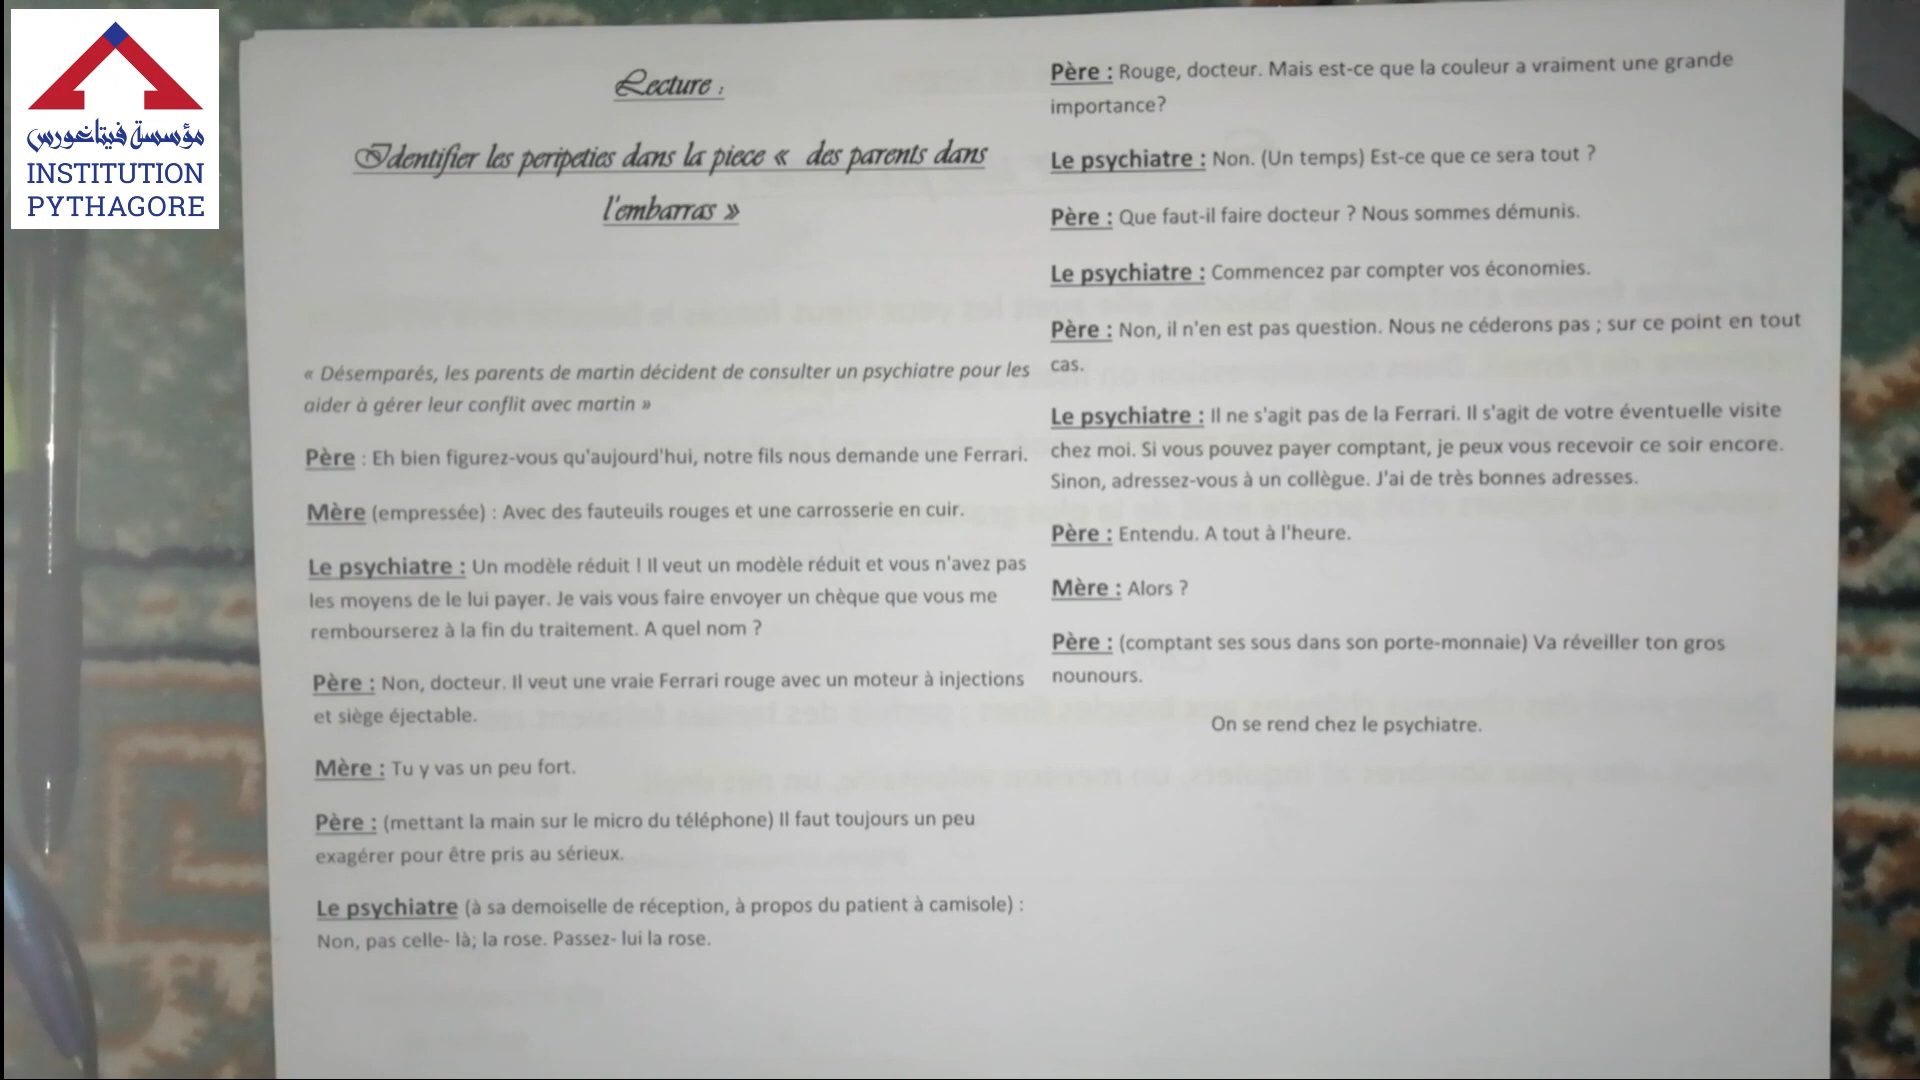 مؤسسة فيتاغورس
INSTITUTION
PYTHAGORE
Lecture :
Identifier les peripeties dans la piece « des parents dans
l'embarras »
« Désemparés, les parents de martin décident de consulter un psychiatre pour les
aider à gérer leur conflit avec martin »
Père : Eh bien figurez-vous qu'aujourd'hui, notre fils nous demande une Ferrari.
Mère (empressée) : Avec des fauteuils rouges et une carrosserie en cuir.
Le psychiatre : Un modèle réduit ! Il veut un modèle réduit et vous n'avez pas
les moyens de le lui payer. Je vais vous faire envoyer un chèque que vous me
rembourserez à la fin du traitement. A quel nom ?
Père : Non, docteur. Il veut une vraie Ferrari rouge avec un moteur à injections
et siège éjectable.
Mère : Tu y vas un peu fort.
Père : (mettant la main sur le micro du téléphone) Il faut toujours un peu
exagérer pour être pris au sérieux.
Le psychiatre (à sa demoiselle de réception, à propos du patient à camisole) :
Non, pas celle- là; la rose. Passez- lui la rose.
Père : Rouge, docteur. Mais est-ce que la couleur a vraiment une grande
importance?
Le psychiatre : Non. (Un temps) Est-ce que ce sera tout ?
Père : Que faut-il faire docteur ? Nous sommes démunis.
Le psychiatre : Commencez par compter vos économies.
Père : Non, il n'en est pas question. Nous ne céderons pas ; sur ce point en tout
cas.
Le psychiatre : Il ne s'agit pas de la Ferrari. Il s'agit de votre éventuelle visite
chez moi. Si vous pouvez payer comptant, je peux vous recevoir ce soir encore.
Sinon, adressez-vous à un collègue. J'ai de très bonnes adresses.
Père : Entendu. A tout à l'heure.
Mère : Alors ?
Père : (comptant ses sous dans son porte-monnaie) Va réveiller ton gros
nounours.
On se rend chez le psychiatre.